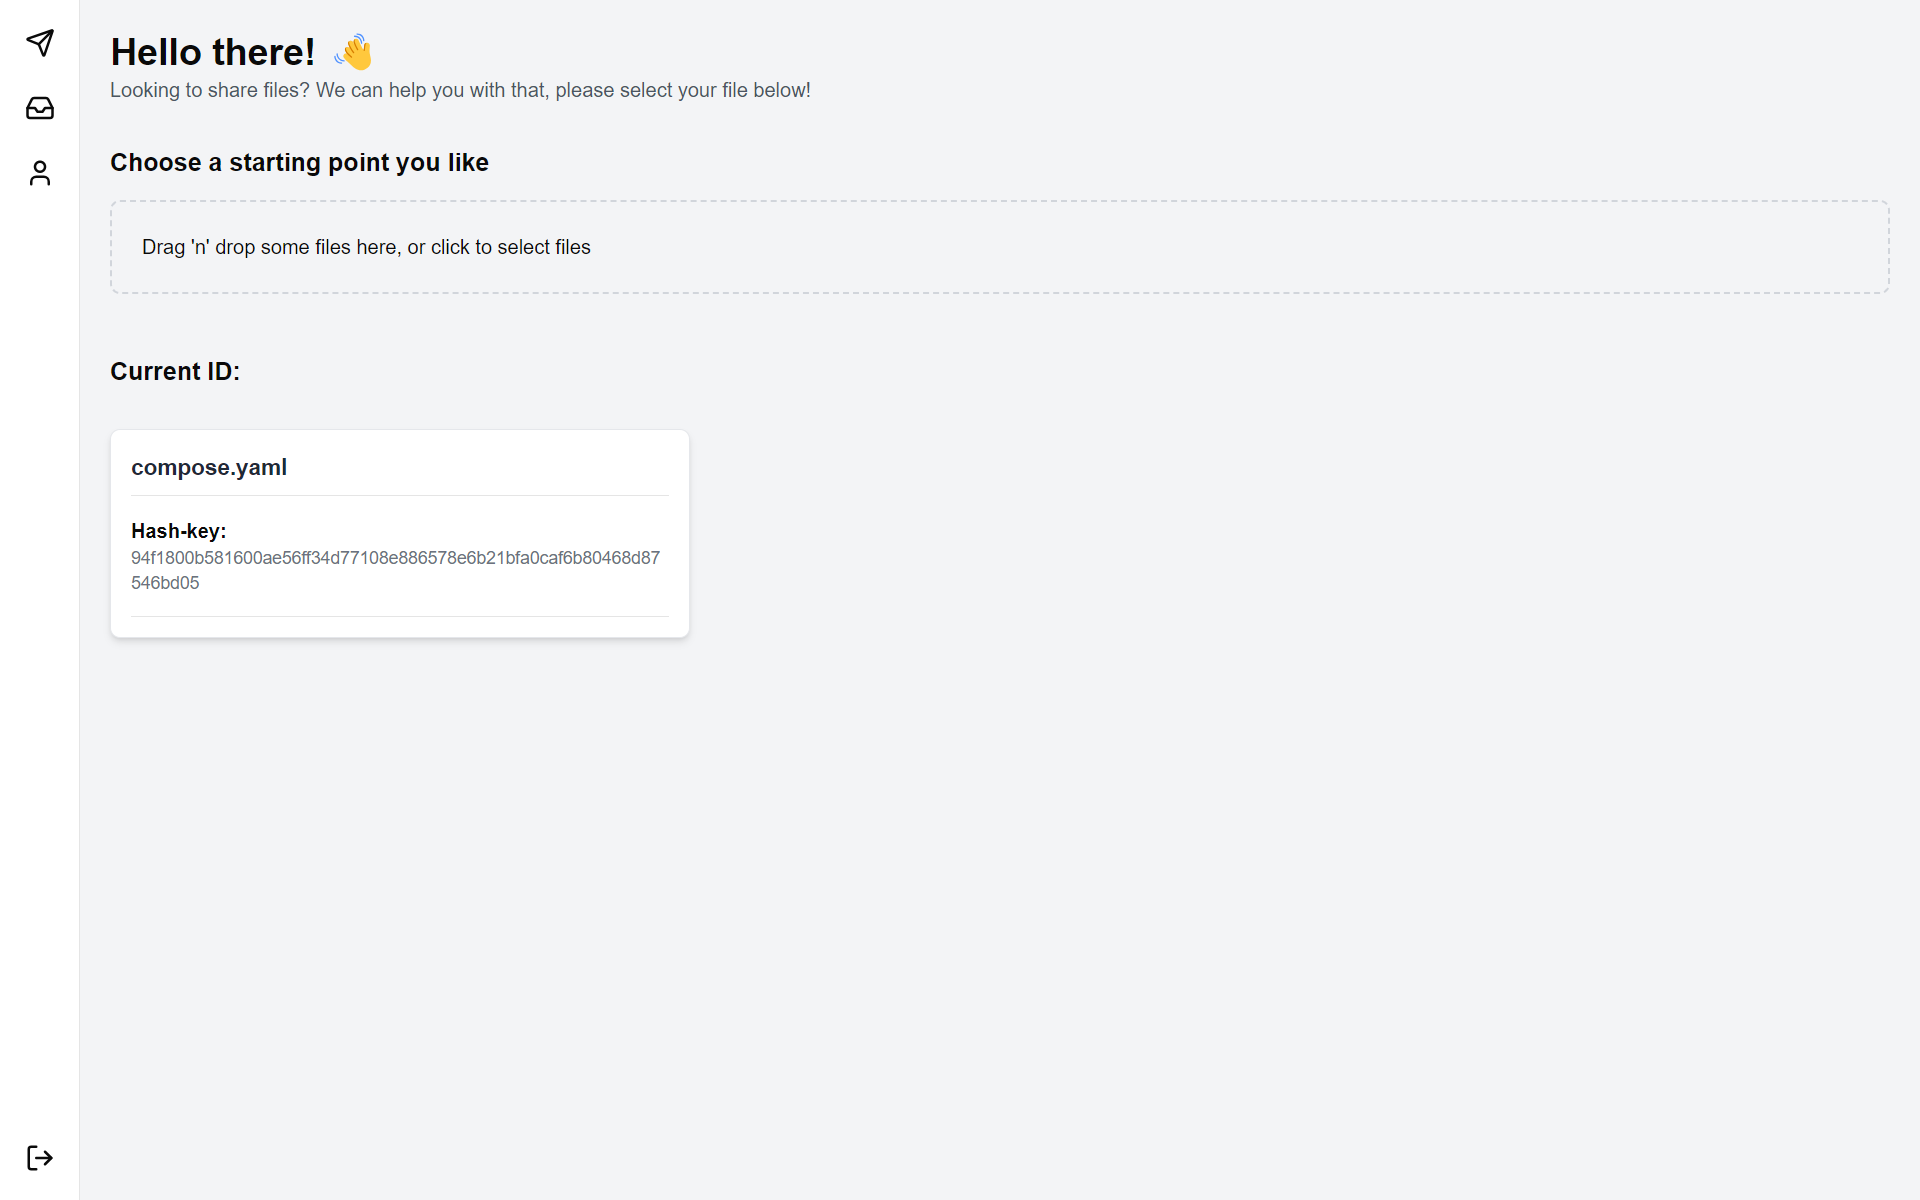 Hello there! 👋
Looking to share files? We can help you with that, please select your file below!
Choose a starting point you like
Drag 'n' drop some files here, or click to select files
Current ID:
compose.yaml
Hash-key:
94f1800b581600ae56ff34d77108e886578e6b21bfa0caf6b80468d87
546bd05